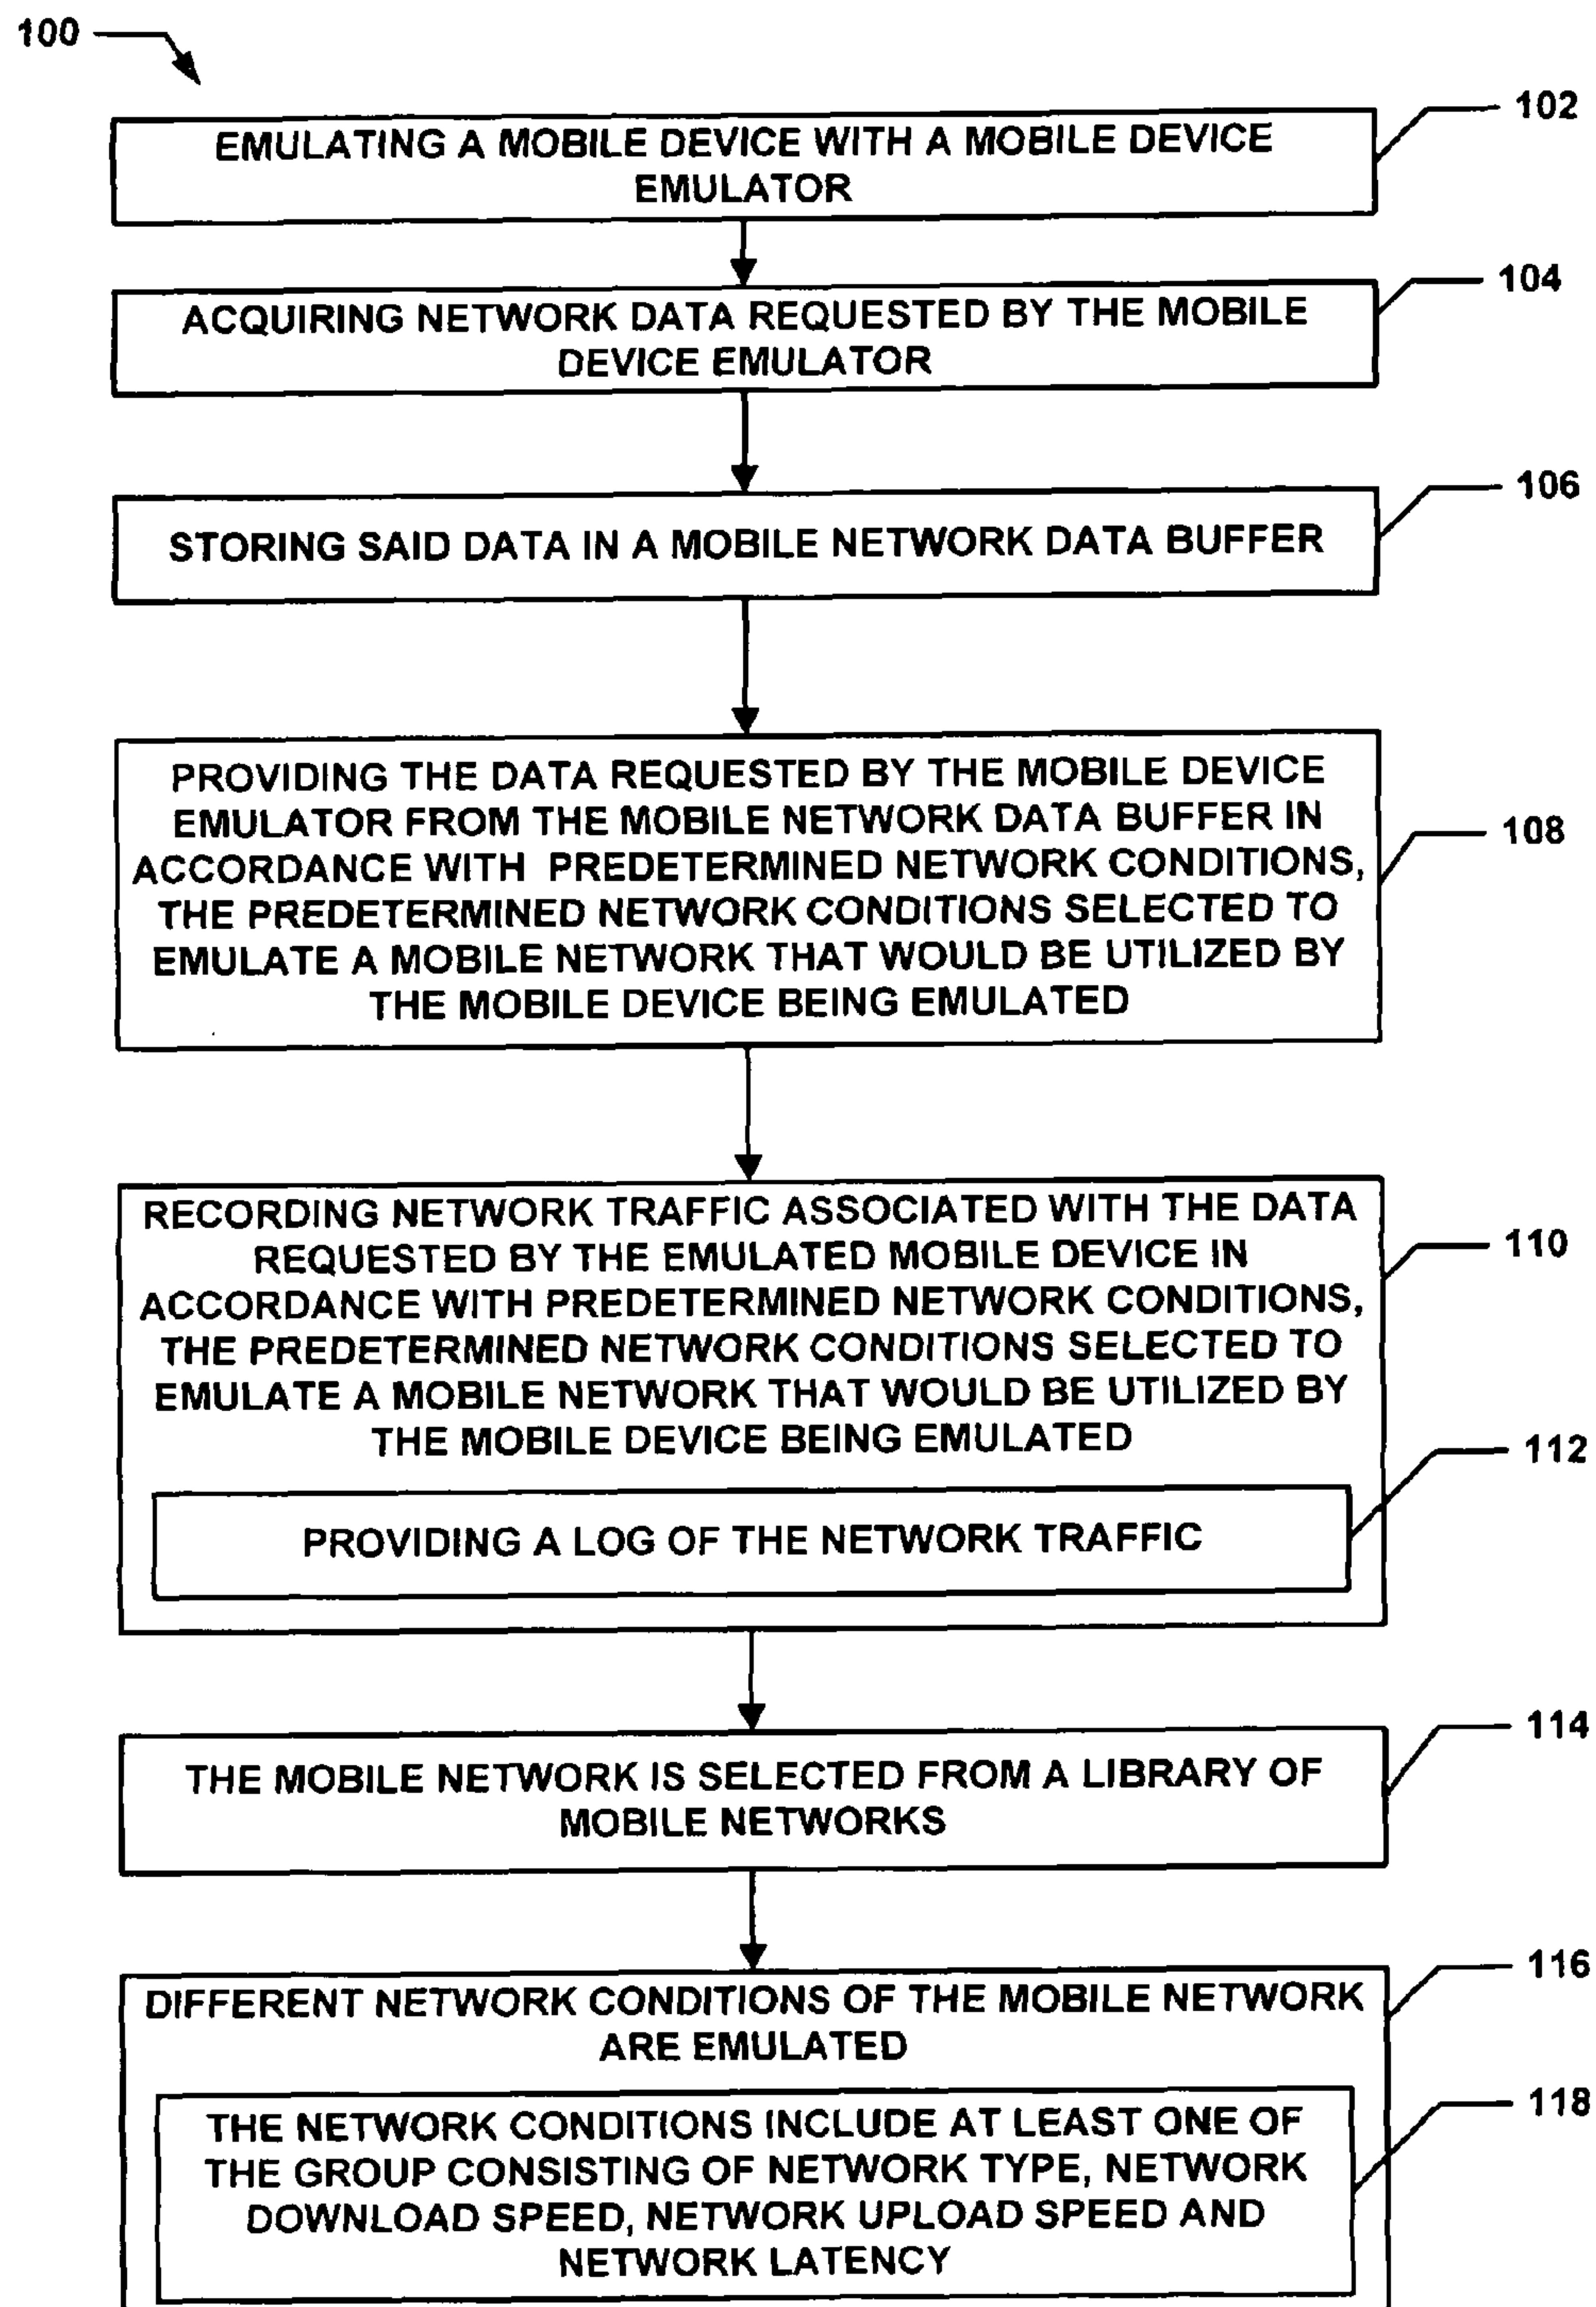 100
102
EMULATING A MOBILE DEVICE WITH A MOBILE DEVICE
EMULATOR
104
ACQUIRING NETWORK DATA REQUESTED BY THE MOBILE
DEVICE EMULATOR
106
STORING SAID DATA IN A MOBILE NETWORK DATA BUFFER
108
PROVIDING THE DATA REQUESTED BY THE MOBILE DEVICE
EMULATOR FROM THE MOBILE NETWORK DATA BUFFER IN
ACCORDANCE WITH PREDETERMINED NETWORK CONDITIONS,
THE PREDETERMINED NETWORK CONDITIONS SELECTED TO
EMULATE A MOBILE NETWORK THAT WOULD BE UTILIZED BY
THE MOBILE DEVICE BEING EMULATED
110
RECORDING NETWORK TRAFFIC ASSOCIATED WITH THE DATA
REQUESTED BY THE EMULATED MOBILE DEVICE IN
ACCORDANCE WITH PREDETERMINED NETWORK CONDITIONS,
THE PREDETERMINED NETWORK CONDITIONS SELECTED TO
EMULATE A MOBILE NETWORK THAT WOULD BE UTILIZED BY
THE MOBILE DEVICE BEING EMULATED
112
PROVIDING A LOG OF THE NETWORK TRAFFIC
114
THE MOBILE NETWORK IS SELECTED FROM A LIBRARY OF
MOBILE NETWORKS
116
DIFFERENT NETWORK CONDITIONS OF THE MOBILE NETWORK
ARE EMULATED
118
THE NETWORK CONDITIONS INCLUDE AT LEAST ONE OF
THE GROUP CONSISTING OF NETWORK TYPE, NETWORK
DOWNLOAD SPEED, NETWORK UPLOAD SPEED AND
NETWORK LATENCY